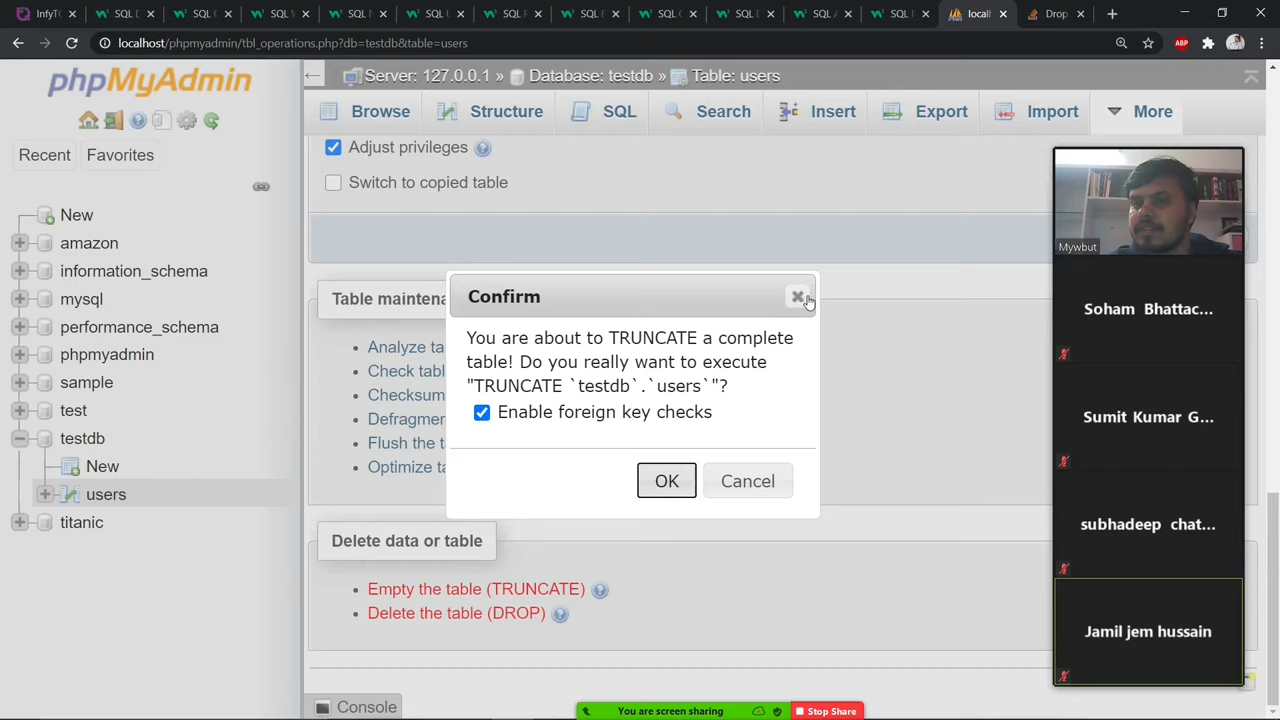 InfyT
SQL D
SQL C
SQL W
SQL N
SQL U
SQL F
SQL
SQL C
SQL D
SQL A
SQL
locall
Drop
localhost/phpmyadmin/tbl_operations.php?db=testdb&table=users
ABP
phpMyAdmin
Server: 127.0.0.1 » Database: testdb » Table: users
Browse Structure SQL Search Insert Export Import More
Recent Favorites
Adjust privileges
Switch to copied table
New
amazon
information_schema
mysql
performance_schema
phpmyadmin
sample
test
testdb
New
users
titanic
Table maintena
Analyze ta
Check tabl
Checksum
Defragmer
Flush the t
Optimize ta
Confirm
You are about to TRUNCATE a complete
table! Do you really want to execute
"TRUNCATE `testdb`.`users`"?
Enable foreign key checks
OK Cancel
Delete data or table
Empty the table (TRUNCATE)
Delete the table (DROP)
Console
Mywbut
Soham Bhattac...
Sumit Kumar G...
subhadeep chat...
Jamil jem hussain
You are screen sharing
Stop Share